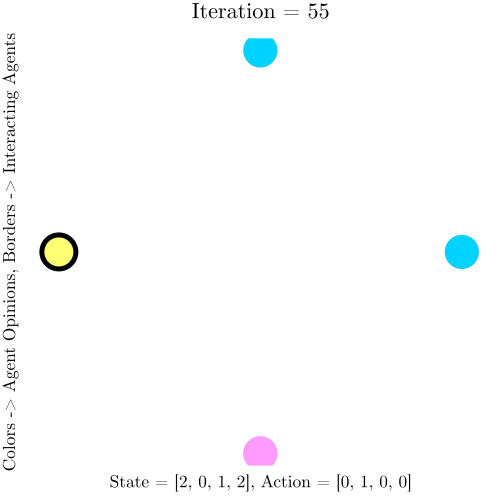 Iteration = 55
Colors -> Agent Opinions, Borders -> Interacting Agents
State = [2, 0, 1, 2], Action = [0, 1, 0, 0]